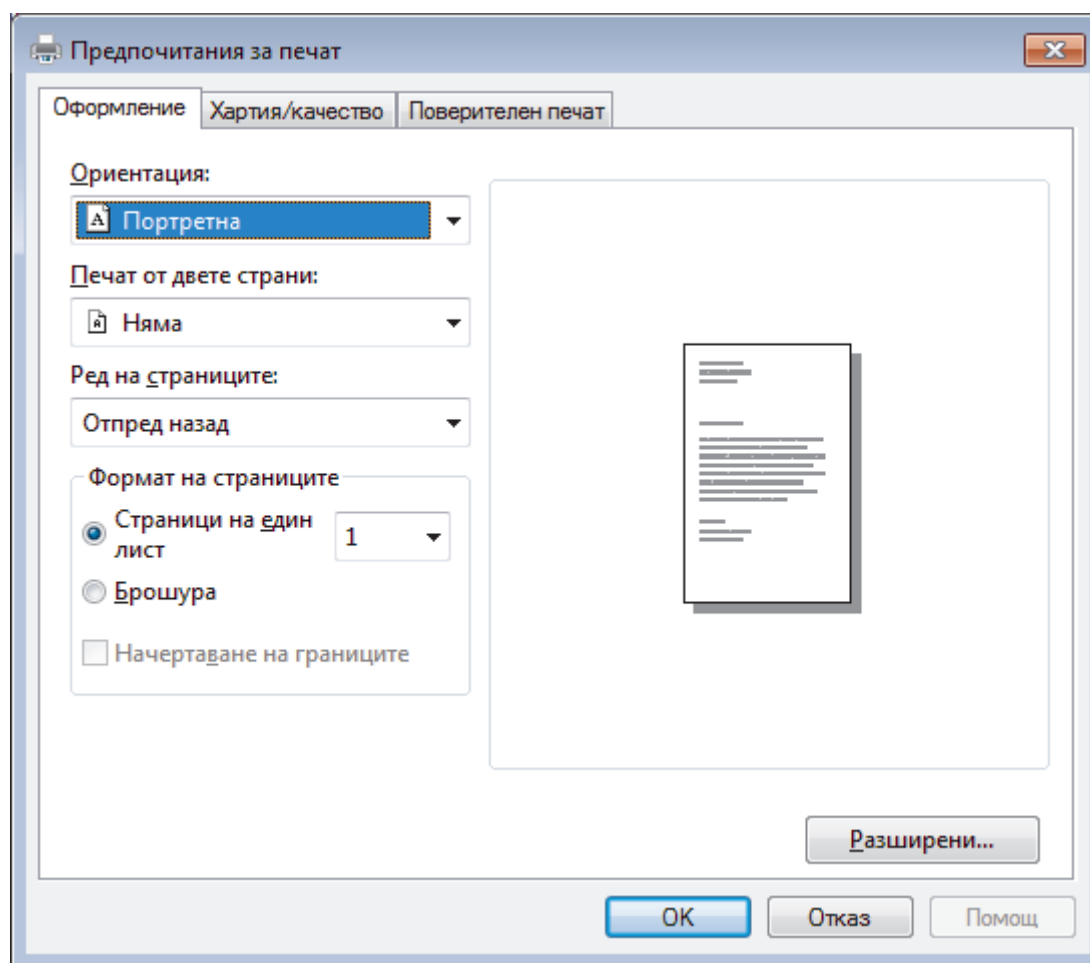 Предпочитания за печат
Оформление Хартия/качество Поверителен печат
Ориентация:
Портретна
Печат от двете страни:
Няма
Ред на страниците:
Отпред назад
Формат на страниците
Страници на един
лист
1
Брошура
Начертаване на границите
Разширени...
OK Отказ Помощ